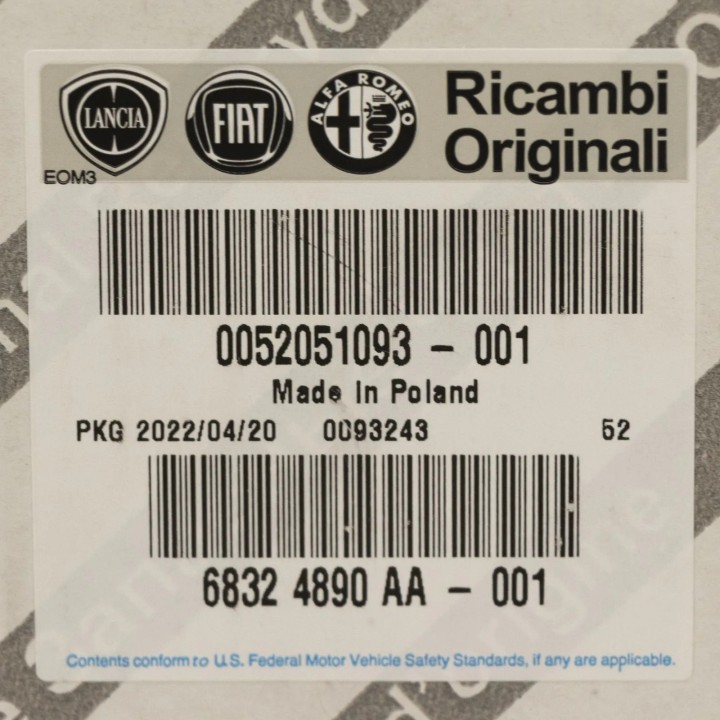 LANCIA FIAT ALFA ROMEO Ricambi
Originali
EOM3
0052051093 - 001
Made in Poland
PKG 2022/04/20 0093243 52
6832 4890 AA - 001
Contents conform to U.S. Federal Motor Vehicle Safety Standards, if any are applicable.